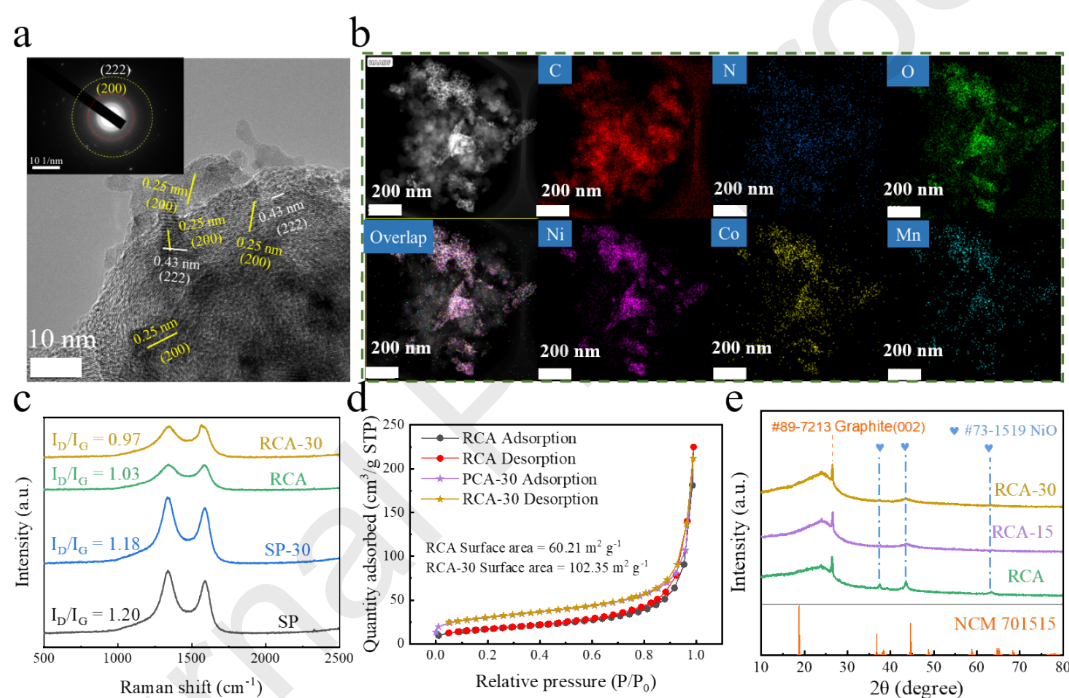 a
(222)
(200)
10 1/nm
0.25 nm
(200)
0.25 nm
(200)
0.43 nm
(222)
0.25 nm
(200)
0.43 nm
(222)
0.25 nm
(200)
10 nm
b
C
N
O
200 nm
200 nm
200 nm
200 nm
Overlap
Ni
Co
Mn
200 nm
200 nm
200 nm
200 nm
c
I_D/I_G = 0.97
RCA-30
I_D/I_G = 1.03
RCA
I_D/I_G = 1.18
SP-30
I_D/I_G = 1.20
SP
Intensity (a.u.)
500
1000
1500
2000
2500
Raman shift (cm⁻¹)
d
250
200
150
100
50
0
Quantity adsorbed (cm³/g STP)
RCA Adsorption
RCA Desorption
PCA-30 Adsorption
RCA-30 Desorption
RCA Surface area = 60.21 m² g⁻¹
RCA-30 Surface area = 102.35 m² g⁻¹
0.0
0.2
0.4
0.6
0.8
1.0
Relative pressure (P/P₀)
e
#89-7213 Graphite(002)
♥ #73-1519 NiO
RCA-30
RCA-15
RCA
NCM 701515
Intensity (a.u.)
10
20
30
40
50
60
70
80
2θ (degree)